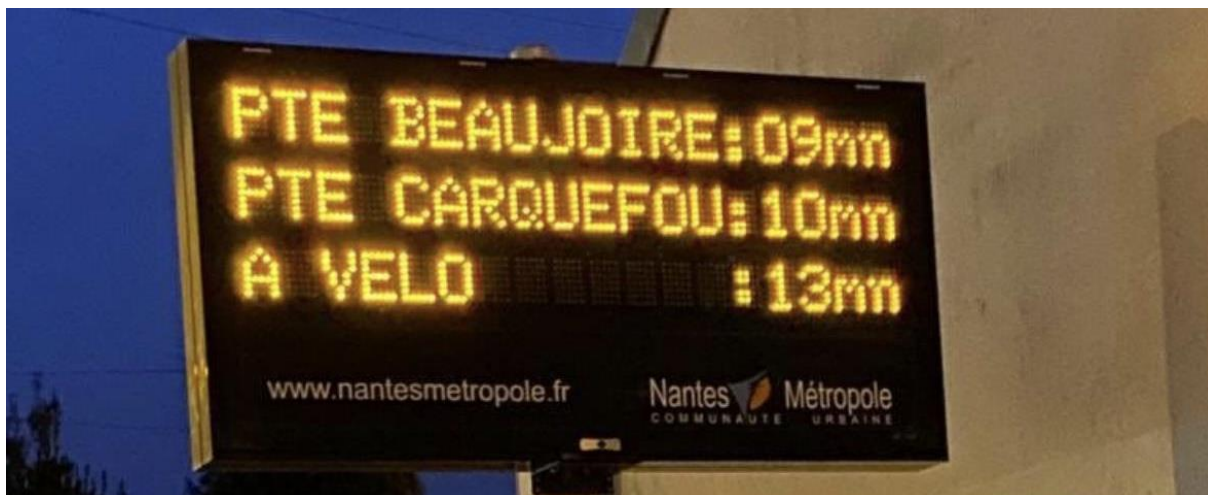 PTE BEAUJOIRE:09mn
PTE CARQUEFOU:10mn
A VELO :13mn
www.nantesmetropole.fr
Nantes Métropole
COMMUNAUTE URBAINE